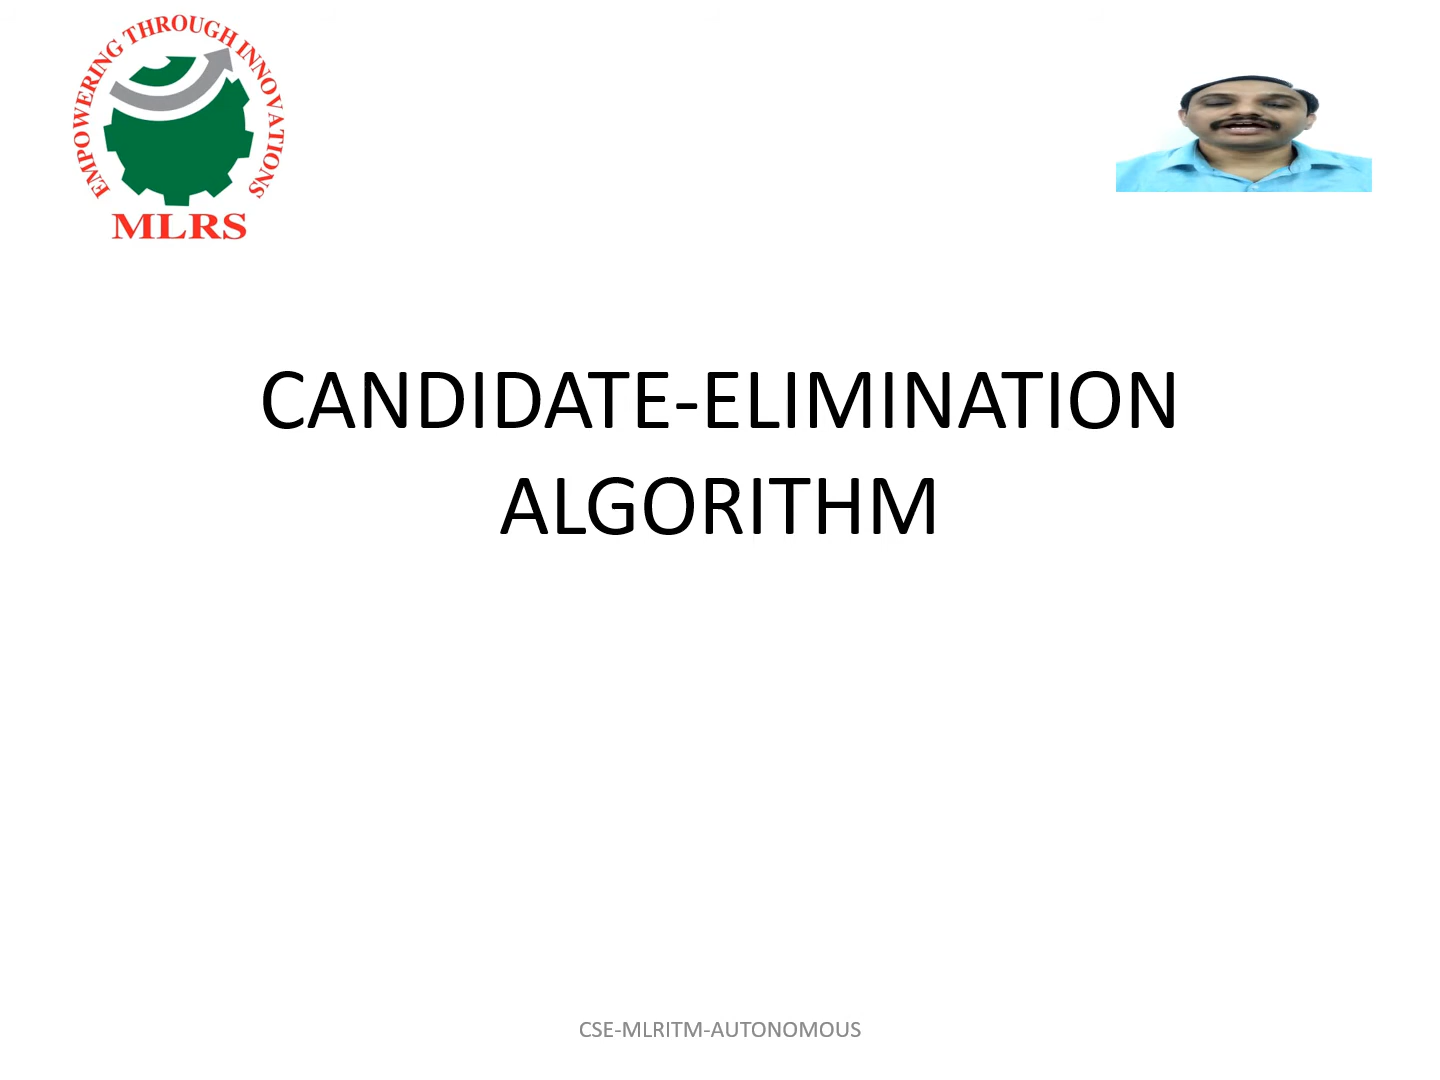 EMPOWERING THROUGH INNOVATIONS
MLRS
CANDIDATE-ELIMINATION
ALGORITHM
CSE-MLRITM-AUTONOMOUS